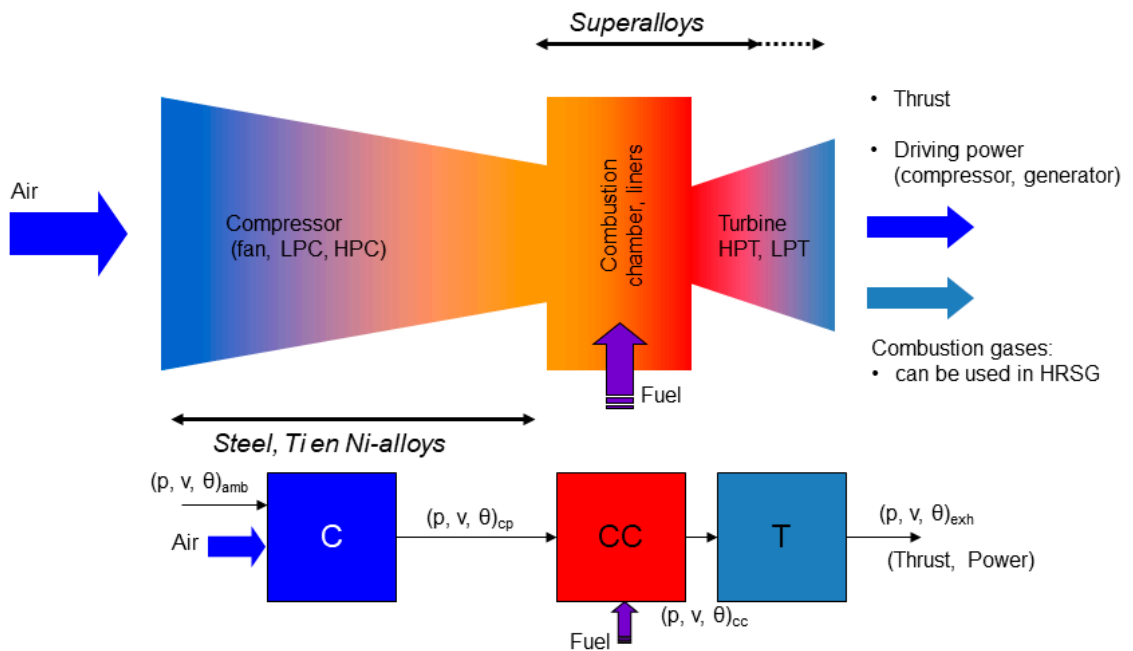 Superalloys
• Thrust
• Driving power
(compressor, generator)
Air
Compressor
(fan, LPC, HPC)
Combustion
chamber, liners
Turbine
HPT, LPT
Combustion gases:
• can be used in HRSG
Fuel
Steel, Ti en Ni-alloys
(p, v, θ)amb
Air
C
(p, v, θ)cp
CC
T
(p, v, θ)exh
(Thrust, Power)
(p, v, θ)cc
Fuel